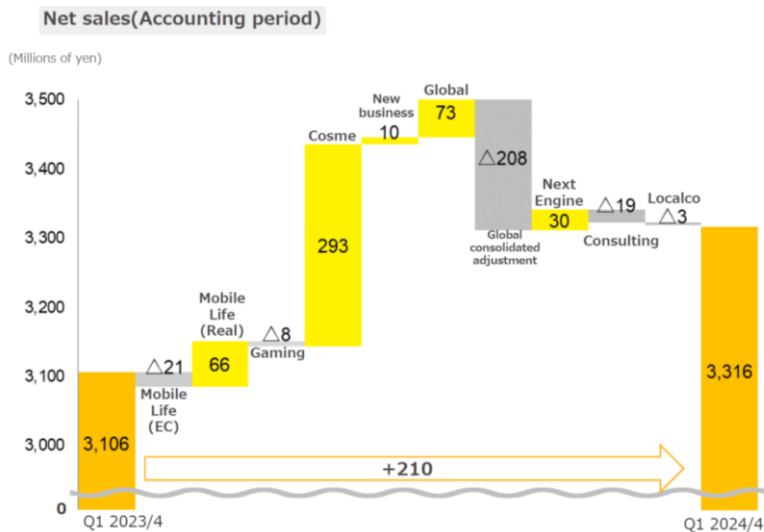 Net sales(Accounting period)
(Millions of yen)
3,500
3,400
3,300
3,200
3,100
3,000
0
3,106
Q1 2023/4
△21
Mobile
Life
(EC)
Mobile
Life
(Real)
66
△8
Gaming
Cosme
293
New
business
10
Global
73
△208
Global
consolidated
adjustment
Next
Engine
30
△19
Consulting
Localco
△3
3,316
Q1 2024/4
+210